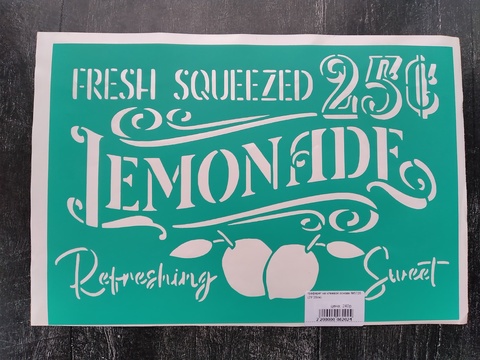 FRESH SQUEEZED 25¢
LEMONADE
Refreshing Sweet